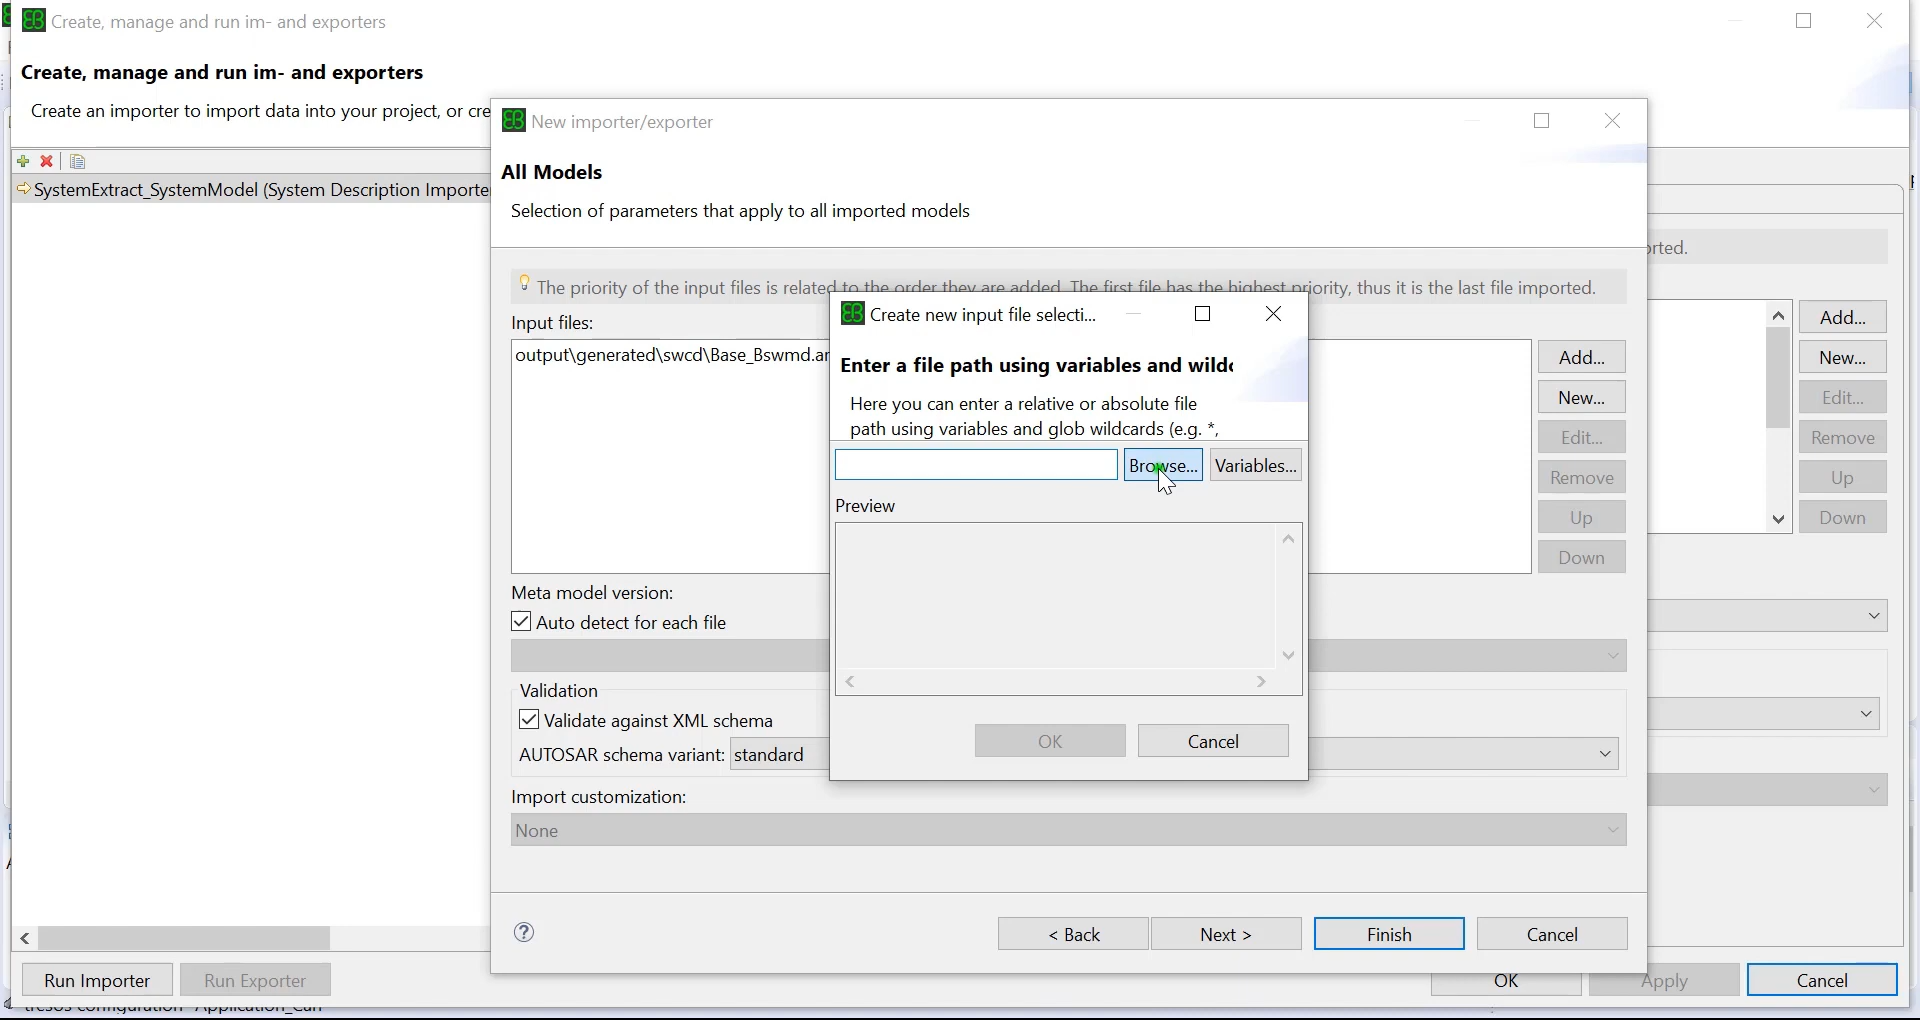 Create, manage and run im- and exporters
Create, manage and run im- and exporters
Create an importer to import data into your project, or cre
SystemExtract_SystemModel (System Description Importe
New importer/exporter
All Models
Selection of parameters that apply to all imported models
orted.
The priority of the input files is related to the order they are added. The first file has the highest priority, thus it is the last file imported.
Input files:
output\generated\swcd\Base_Bswmd.ar
Add...
New...
Edit...
Remove
Up
Down
Add...
New...
Edit...
Remove
Up
Down
Create new input file selecti...
Enter a file path using variables and wildc
Here you can enter a relative or absolute file
path using variables and glob wildcards (e.g. *,
Browse...
Variables...
Preview
OK
Cancel
Meta model version:
Auto detect for each file
Validation
Validate against XML schema
AUTOSAR schema variant: standard
Import customization:
None
< Back
Next >
Finish
Cancel
Run Importer
Run Exporter
OK
Apply
Cancel
tresos configuration Application_Can